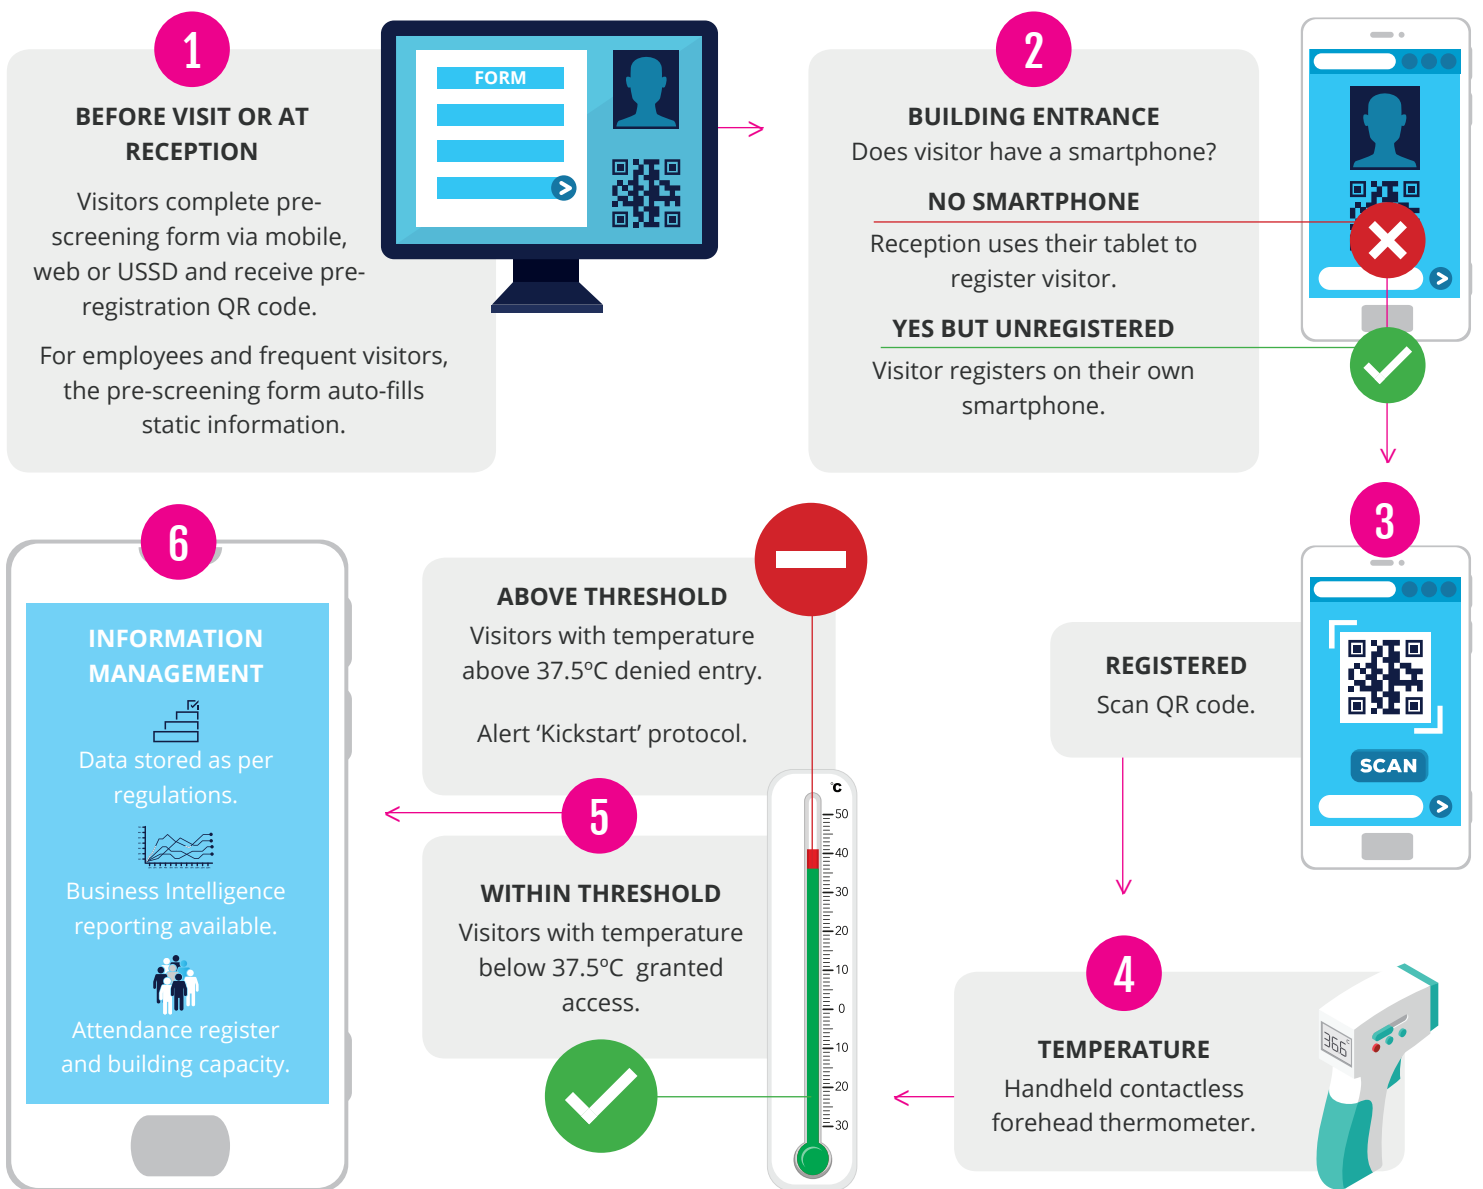 1
BEFORE VISIT OR AT
RECEPTION
Visitors complete pre-
screening form via mobile,
web or USSD and receive pre-
registration QR code.
For employees and frequent visitors,
the pre-screening form auto-fills
static information.
FORM
2
BUILDING ENTRANCE
Does visitor have a smartphone?
NO SMARTPHONE
Reception uses their tablet to
register visitor.
YES BUT UNREGISTERED
Visitor registers on their own
smartphone.
3
REGISTERED
Scan QR code.
SCAN
4
TEMPERATURE
Handheld contactless
forehead thermometer.
36.6°C
5
ABOVE THRESHOLD
Visitors with temperature
above 37.5ºC denied entry.
Alert ‘Kickstart’ protocol.
WITHIN THRESHOLD
Visitors with temperature
below 37.5ºC granted
access.
°C
50
40
30
20
10
0
10
20
30
6
INFORMATION
MANAGEMENT
Data stored as per
regulations.
Business Intelligence
reporting available.
Attendance register
and building capacity.